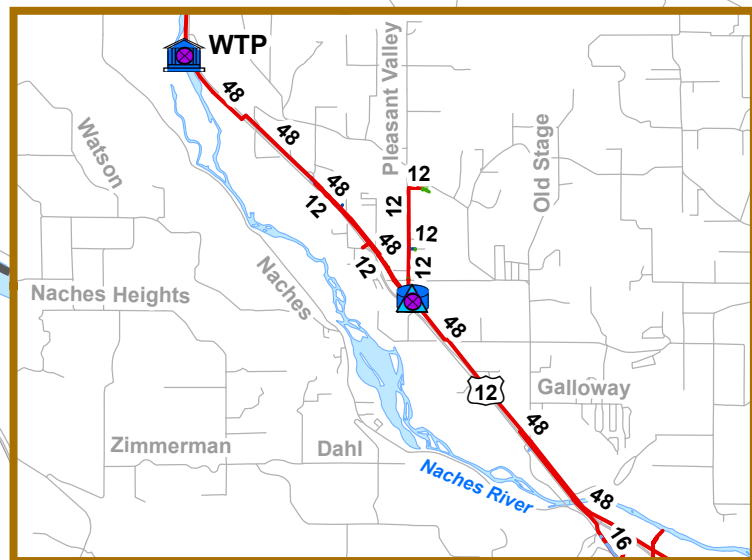 WTP
48
Pleasant Valley
48
Watson
Old Stage
48
12
12
12
12
12
48
12
Naches
Naches Heights
48
12
Galloway
48
Zimmerman
Dahl
Naches River
48
16